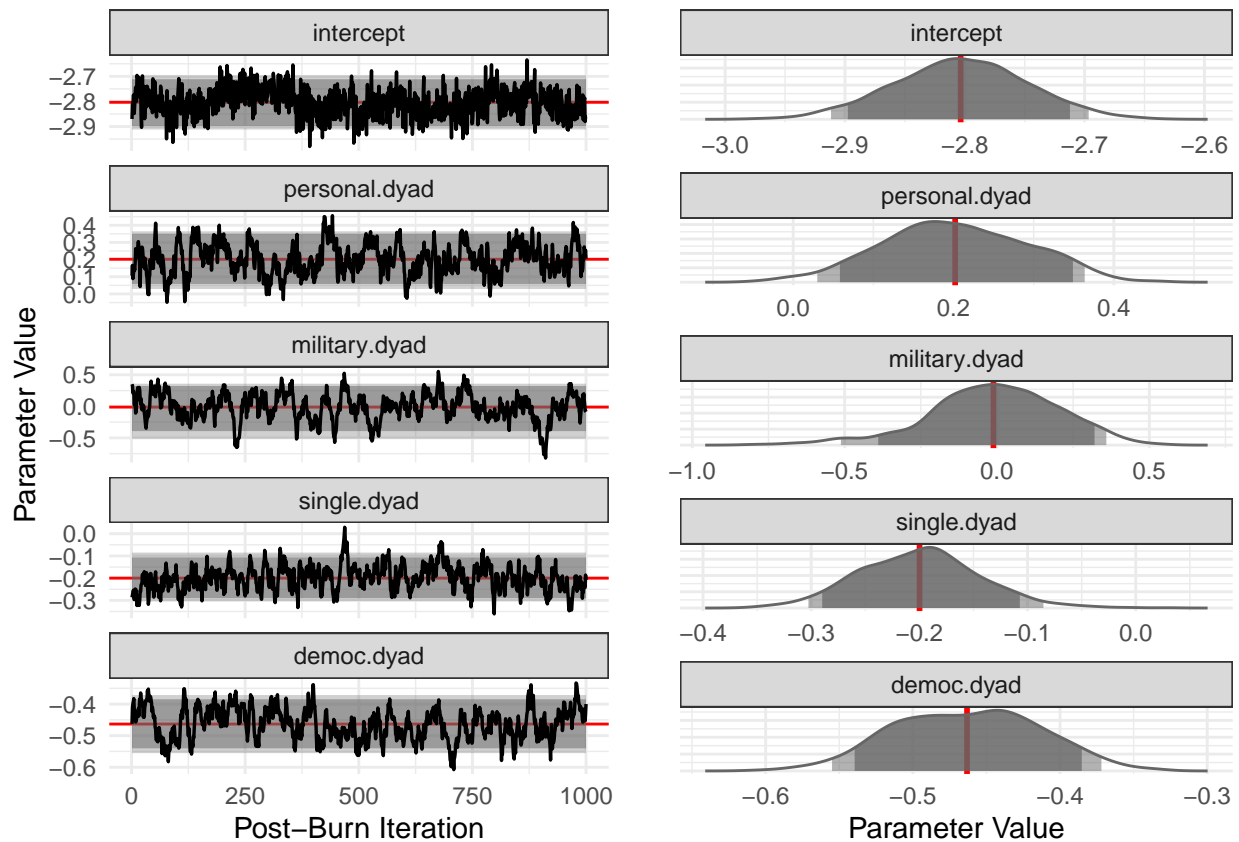 intercept
−2.7
−2.8
−2.9
personal.dyad
0.4
0.3
0.2
0.1
0.0
military.dyad
0.5
0.0
−0.5
single.dyad
0.0
−0.1
−0.2
−0.3
democ.dyad
−0.4
−0.5
−0.6
0 250 500 750 1000
Post−Burn Iteration
Parameter Value
intercept
−3.0 −2.9 −2.8 −2.7 −2.6
personal.dyad
0.0 0.2 0.4
military.dyad
−1.0 −0.5 0.0 0.5
single.dyad
−0.4 −0.3 −0.2 −0.1 0.0
democ.dyad
−0.6 −0.5 −0.4 −0.3
Parameter Value